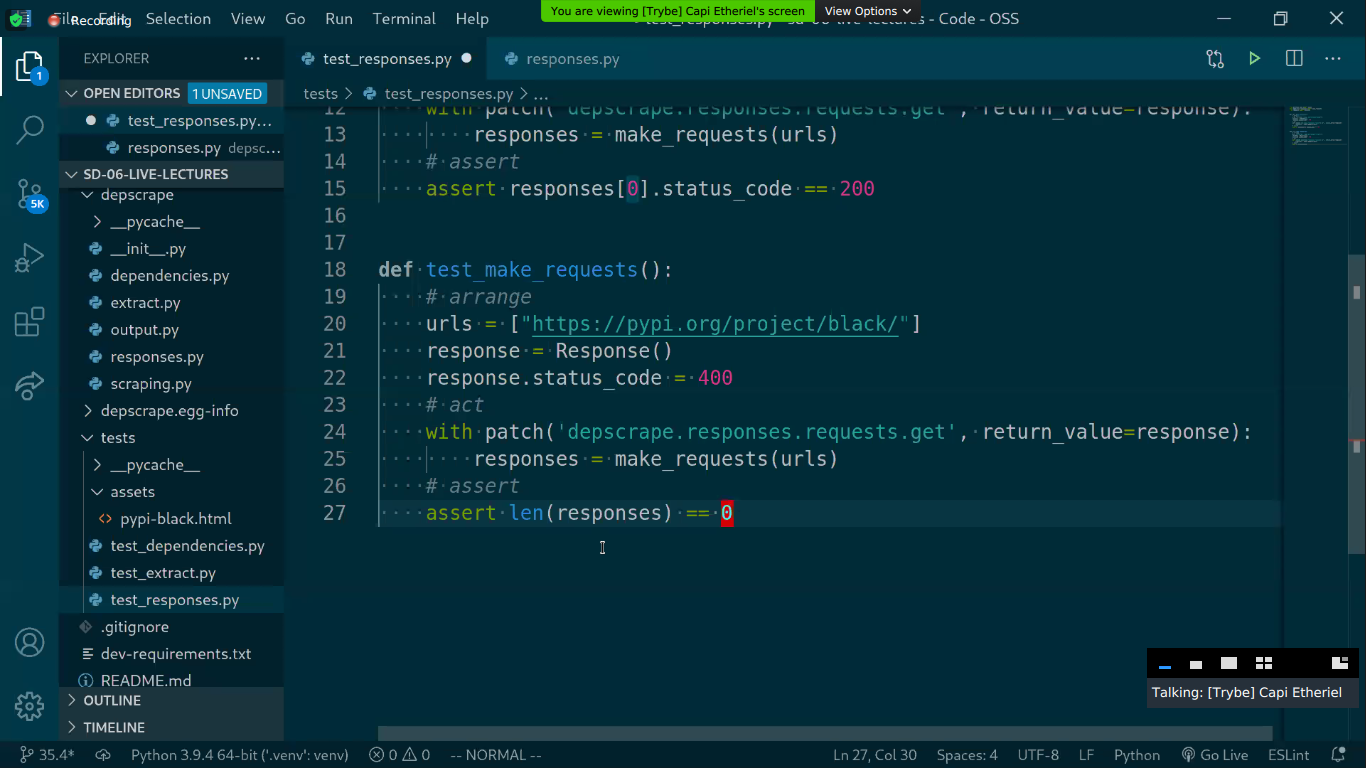 File Edit Selection View Go Run Terminal Help
Recording
You are viewing [Trybe] Capi Etheriel's screen
View Options
test_responses.py - sd-06-live-lectures - Code - OSS
EXPLORER
test_responses.py
responses.py
OPEN EDITORS
1 UNSAVED
tests > test_responses.py > ...
test_responses.py...
responses.py depsc...
SD-06-LIVE-LECTURES
depscrape
__pycache__
__init__.py
dependencies.py
extract.py
output.py
responses.py
scraping.py
depscrape.egg-info
tests
__pycache__
assets
pypi-black.html
test_dependencies.py
test_extract.py
test_responses.py
.gitignore
dev-requirements.txt
README.md
OUTLINE
TIMELINE
1
5K
12 with patch('depscrape.responses.requests.get', return_value=response):
13 responses = make_requests(urls)
14 # assert
15 assert responses[0].status_code == 200
16
17
18 def test_make_requests():
19 # arrange
20 urls = ["https://pypi.org/project/black/"]
21 response = Response()
22 response.status_code = 400
23 # act
24 with patch('depscrape.responses.requests.get', return_value=response):
25 responses = make_requests(urls)
26 # assert
27 assert len(responses) == 0
Talking: [Trybe] Capi Etheriel
35.4* Python 3.9.4 64-bit ('.venv': venv) 0 0 -- NORMAL -- Ln 27, Col 30 Spaces: 4 UTF-8 LF Python Go Live ESLint